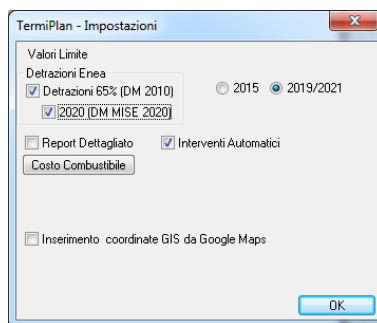 TermiPlan - Impostazioni
Valori Limite
Detrazioni Enea
Detrazioni 65% (DM 2010)
2015
2019/2021
2020 (DM MISE 2020)
Report Dettagliato
Interventi Automatici
Costo Combustibile
Inserimento coordinate GIS da Google Maps
OK